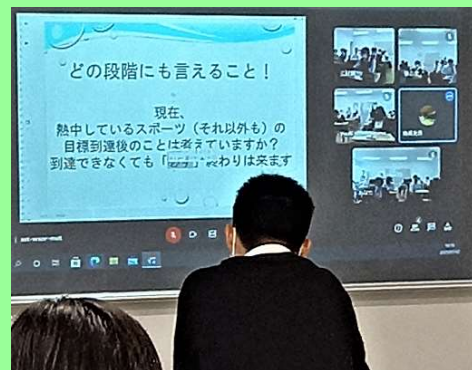 どの段階にも言えること！
現在、
熱中しているスポーツ（それ以外も）の
目標到達後のことは考えていますか？
到達できなくても「 わりは来ます